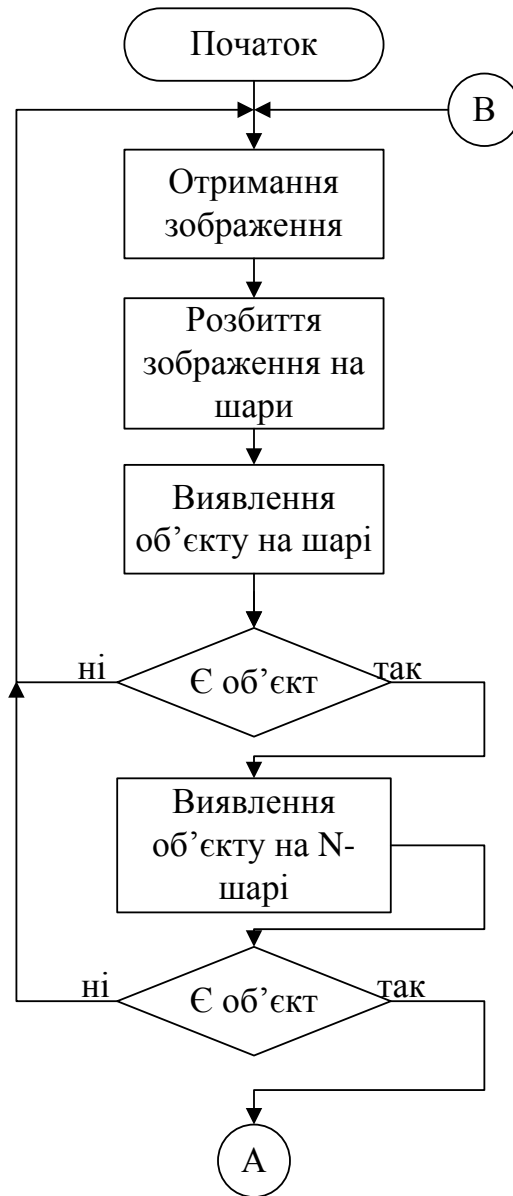 Початок
В
Отримання
зображення
Розбиття
зображення на
шари
Виявлення
об’єкту на шарі
ні
Є об’єкт
так
Виявлення
об’єкту на N-
шарі
ні
Є об’єкт
так
А